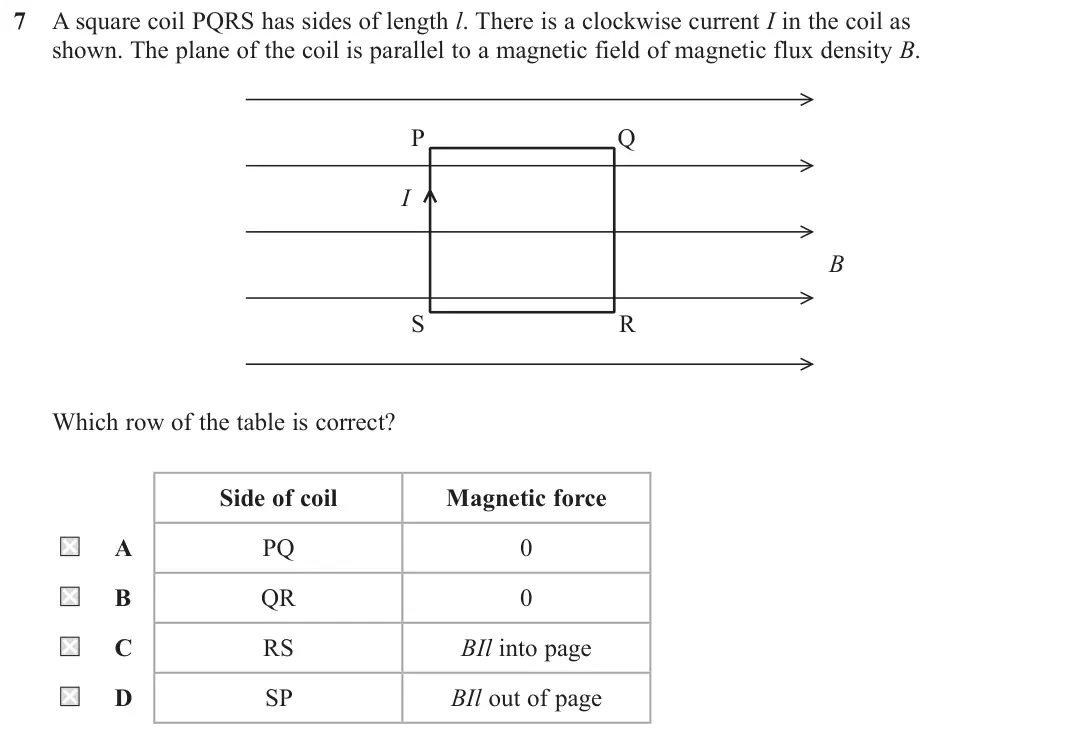 7 A square coil PQRS has sides of length l. There is a clockwise current I in the coil as
shown. The plane of the coil is parallel to a magnetic field of magnetic flux density B.
P Q
I
B
S R
Which row of the table is correct?
Side of coil Magnetic force
A PQ 0
B QR 0
C RS BIl into page
D SP BIl out of page